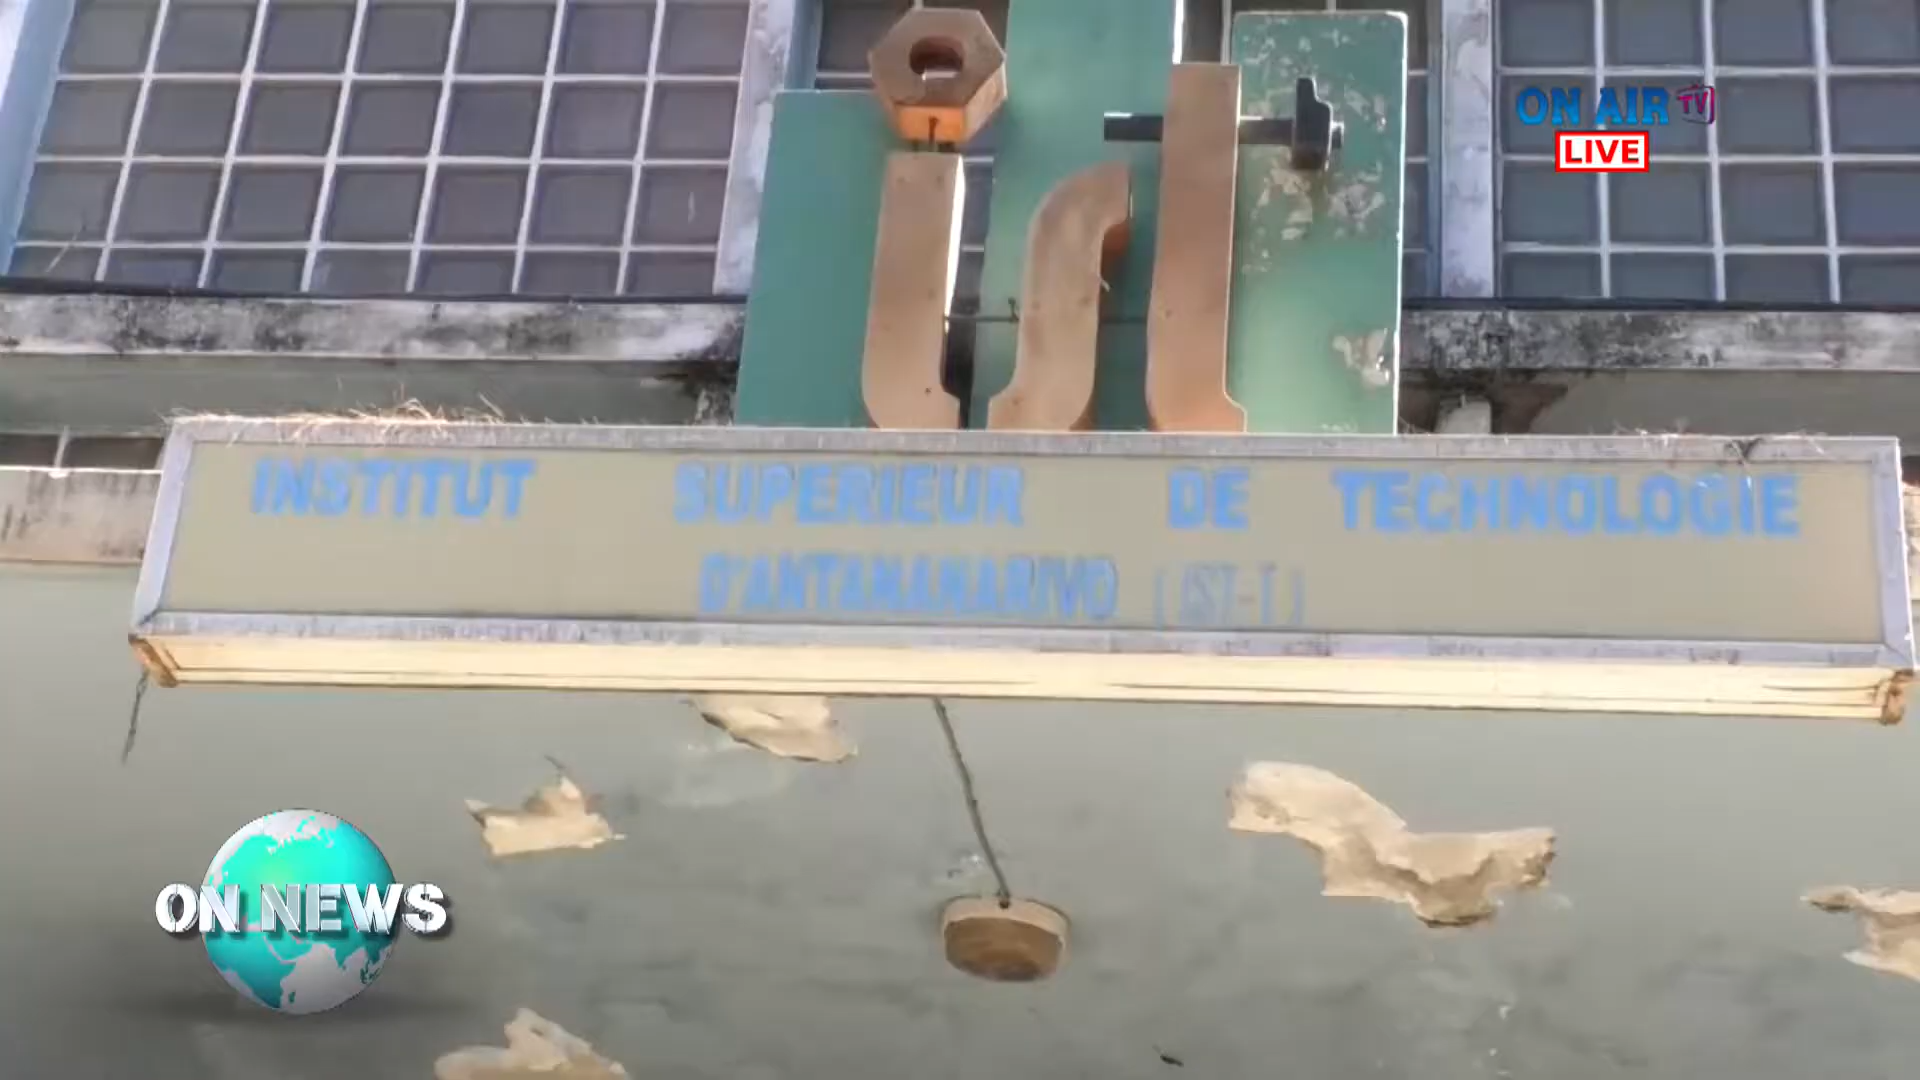 ON AIR TV
LIVE
ist
INSTITUT SUPERIEUR DE TECHNOLOGIE
D'ANTANANARIVO (IST-T)
ON NEWS